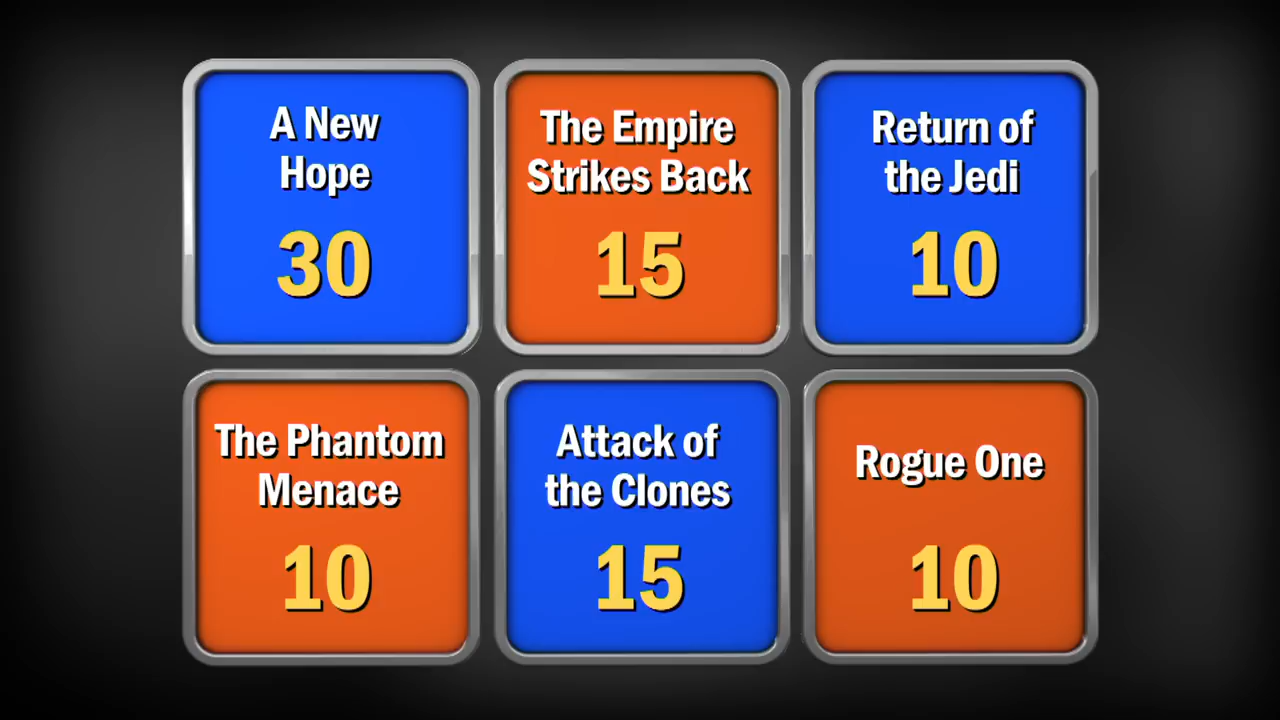 A New
Hope
30
The Empire
Strikes Back
15
Return of
the Jedi
10
The Phantom
Menace
10
Attack of
the Clones
15
Rogue One
10